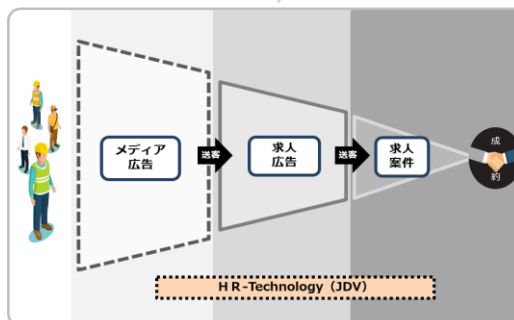 メディア
広告
送客
求人
広告
送客
求人
案件
成
約
HR-Technology（JDV）